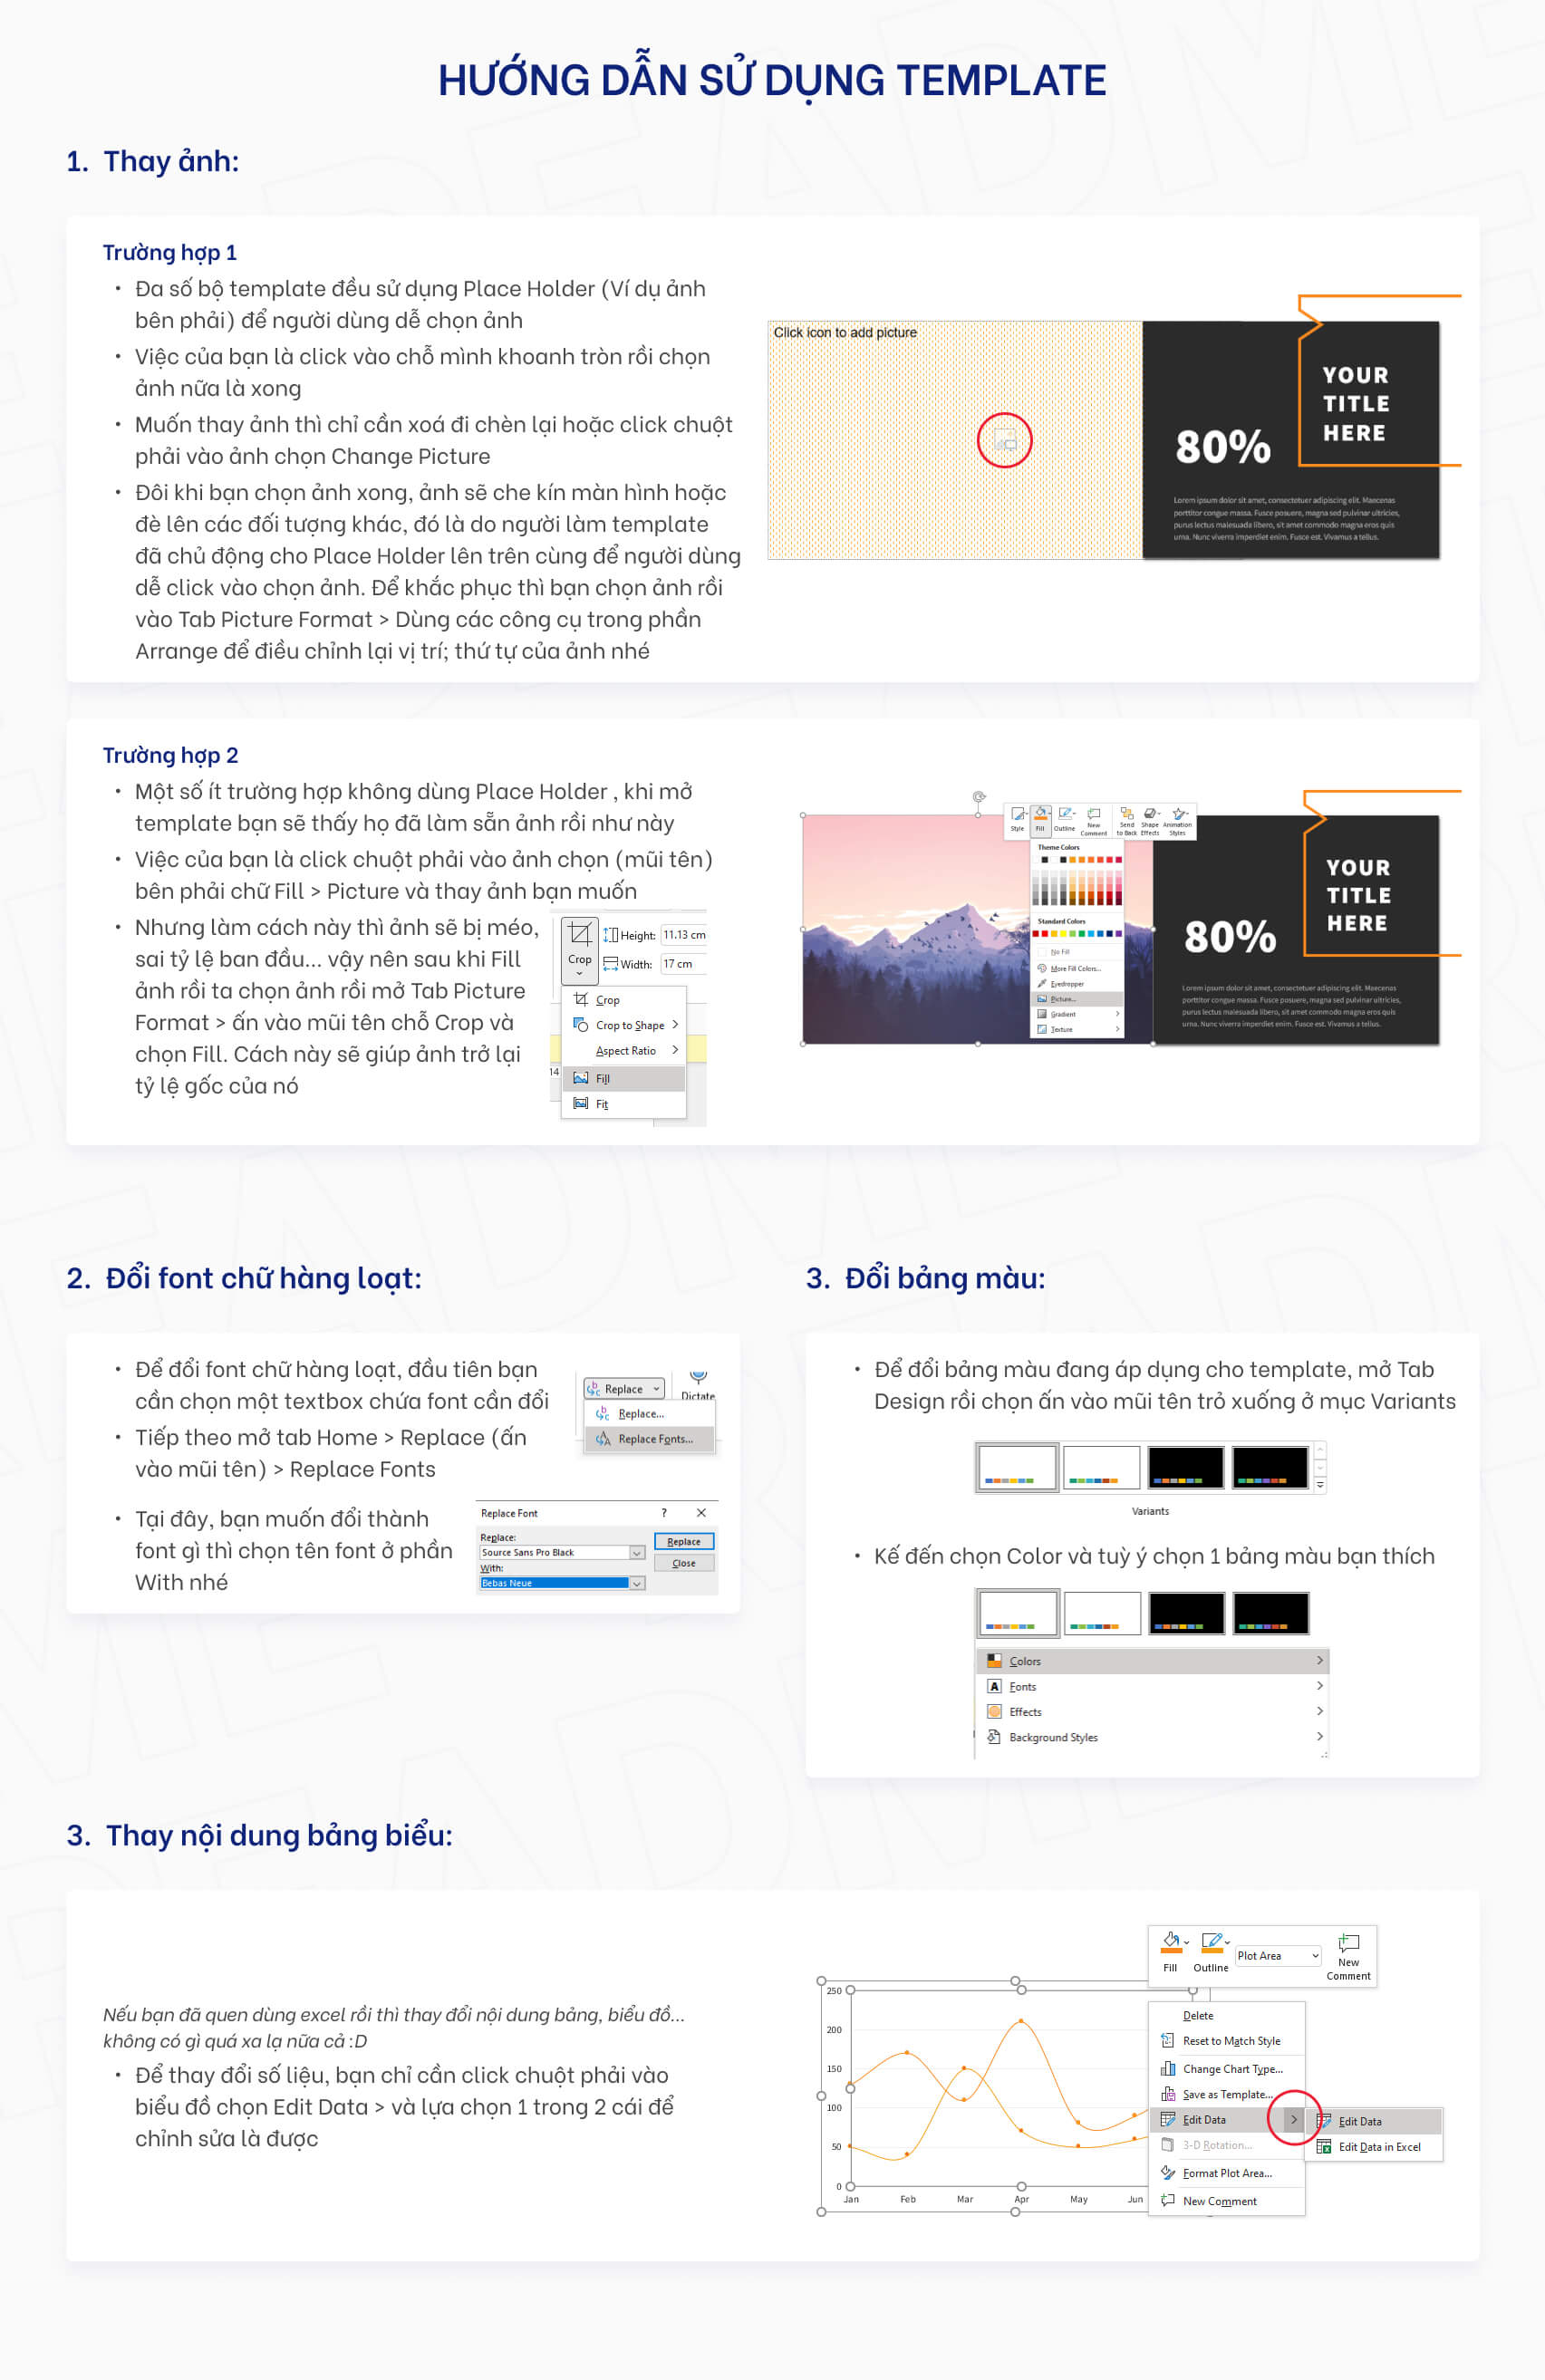 HƯỚNG DẪN SỬ DỤNG TEMPLATE
1. Thay ảnh:
Trường hợp 1
• Đa số bộ template đều sử dụng Place Holder (Ví dụ ảnh
bên phải) để người dùng dễ chọn ảnh
• Việc của bạn là click vào chỗ mình khoanh tròn rồi chọn
ảnh nữa là xong
• Muốn thay ảnh thì chỉ cần xoá đi chèn lại hoặc click chuột
phải vào ảnh chọn Change Picture
• Đôi khi bạn chọn ảnh xong, ảnh sẽ che kín màn hình hoặc
đè lên các đối tượng khác, đó là do người làm template
đã chủ động cho Place Holder lên trên cùng để người dùng
dễ click vào chọn ảnh. Để khắc phục thì bạn chọn ảnh rồi
vào Tab Picture Format > Dùng các công cụ trong phần
Arrange để điều chỉnh lại vị trí; thứ tự của ảnh nhé
Click icon to add picture
80%
YOUR
TITLE
HERE
Lorem ipsum dolor sit amet, consectetuer adipiscing elit. Maecenas
porttitor congue massa. Fusce posuere, magna sed pulvinar ultricies,
purus lectus malesuada libero, sit amet commodo magna eros quis
urna. Nunc viverra imperdiet enim. Fusce est. Vivamus a tellus.
Trường hợp 2
• Một số ít trường hợp không dùng Place Holder , khi mở
template bạn sẽ thấy họ đã làm sẵn ảnh rồi như này
• Việc của bạn là click chuột phải vào ảnh chọn (mũi tên)
bên phải chữ Fill > Picture và thay ảnh bạn muốn
• Nhưng làm cách này thì ảnh sẽ bị méo,
sai tỷ lệ ban đầu... vậy nên sau khi Fill
ảnh rồi ta chọn ảnh rồi mở Tab Picture
Format > ấn vào mũi tên chỗ Crop và
chọn Fill. Cách này sẽ giúp ảnh trở lại
tỷ lệ gốc của nó
Crop
Height: 11.13 cm
Width: 17 cm
Crop
Crop to Shape
Aspect Ratio
14
Fill
Fit
Style Fill Outline New Comment Send to Back Shape Effects Animation Styles
Theme Colors
Standard Colors
No Fill
More Fill Colors...
Eyedropper
Picture...
Gradient
Texture
80%
YOUR
TITLE
HERE
Lorem ipsum dolor sit amet, consectetuer adipiscing elit. Maecenas
porttitor congue massa. Fusce posuere, magna sed pulvinar ultricies,
purus lectus malesuada libero, sit amet commodo magna eros quis
urna. Nunc viverra imperdiet enim. Fusce est. Vivamus a tellus.
2. Đổi font chữ hàng loạt:
• Để đổi font chữ hàng loạt, đầu tiên bạn
cần chọn một textbox chứa font cần đổi
• Tiếp theo mở tab Home > Replace (ấn
vào mũi tên) > Replace Fonts
• Tại đây, bạn muốn đổi thành
font gì thì chọn tên font ở phần
With nhé
Replace
Dictate
Replace...
Replace Fonts...
Replace Font ?
Replace:
Source Sans Pro Black
With:
Bebas Neue
Replace
Close
3. Đổi bảng màu:
• Để đổi bảng màu đang áp dụng cho template, mở Tab
Design rồi chọn ấn vào mũi tên trỏ xuống ở mục Variants
Variants
• Kế đến chọn Color và tuỳ ý chọn 1 bảng màu bạn thích
Colors
Fonts
Effects
Background Styles
3. Thay nội dung bảng biểu:
Nếu bạn đã quen dùng excel rồi thì thay đổi nội dung bảng, biểu đồ...
không có gì quá xa lạ nữa cả :D
• Để thay đổi số liệu, bạn chỉ cần click chuột phải vào
biểu đồ chọn Edit Data > và lựa chọn 1 trong 2 cái để
chỉnh sửa là được
Fill Outline Plot Area New Comment
250
200
150
100
50
0
Jan Feb Mar Apr May Jun
Delete
Reset to Match Style
Change Chart Type...
Save as Template...
Edit Data
3-D Rotation...
Format Plot Area...
New Comment
Edit Data
Edit Data in Excel